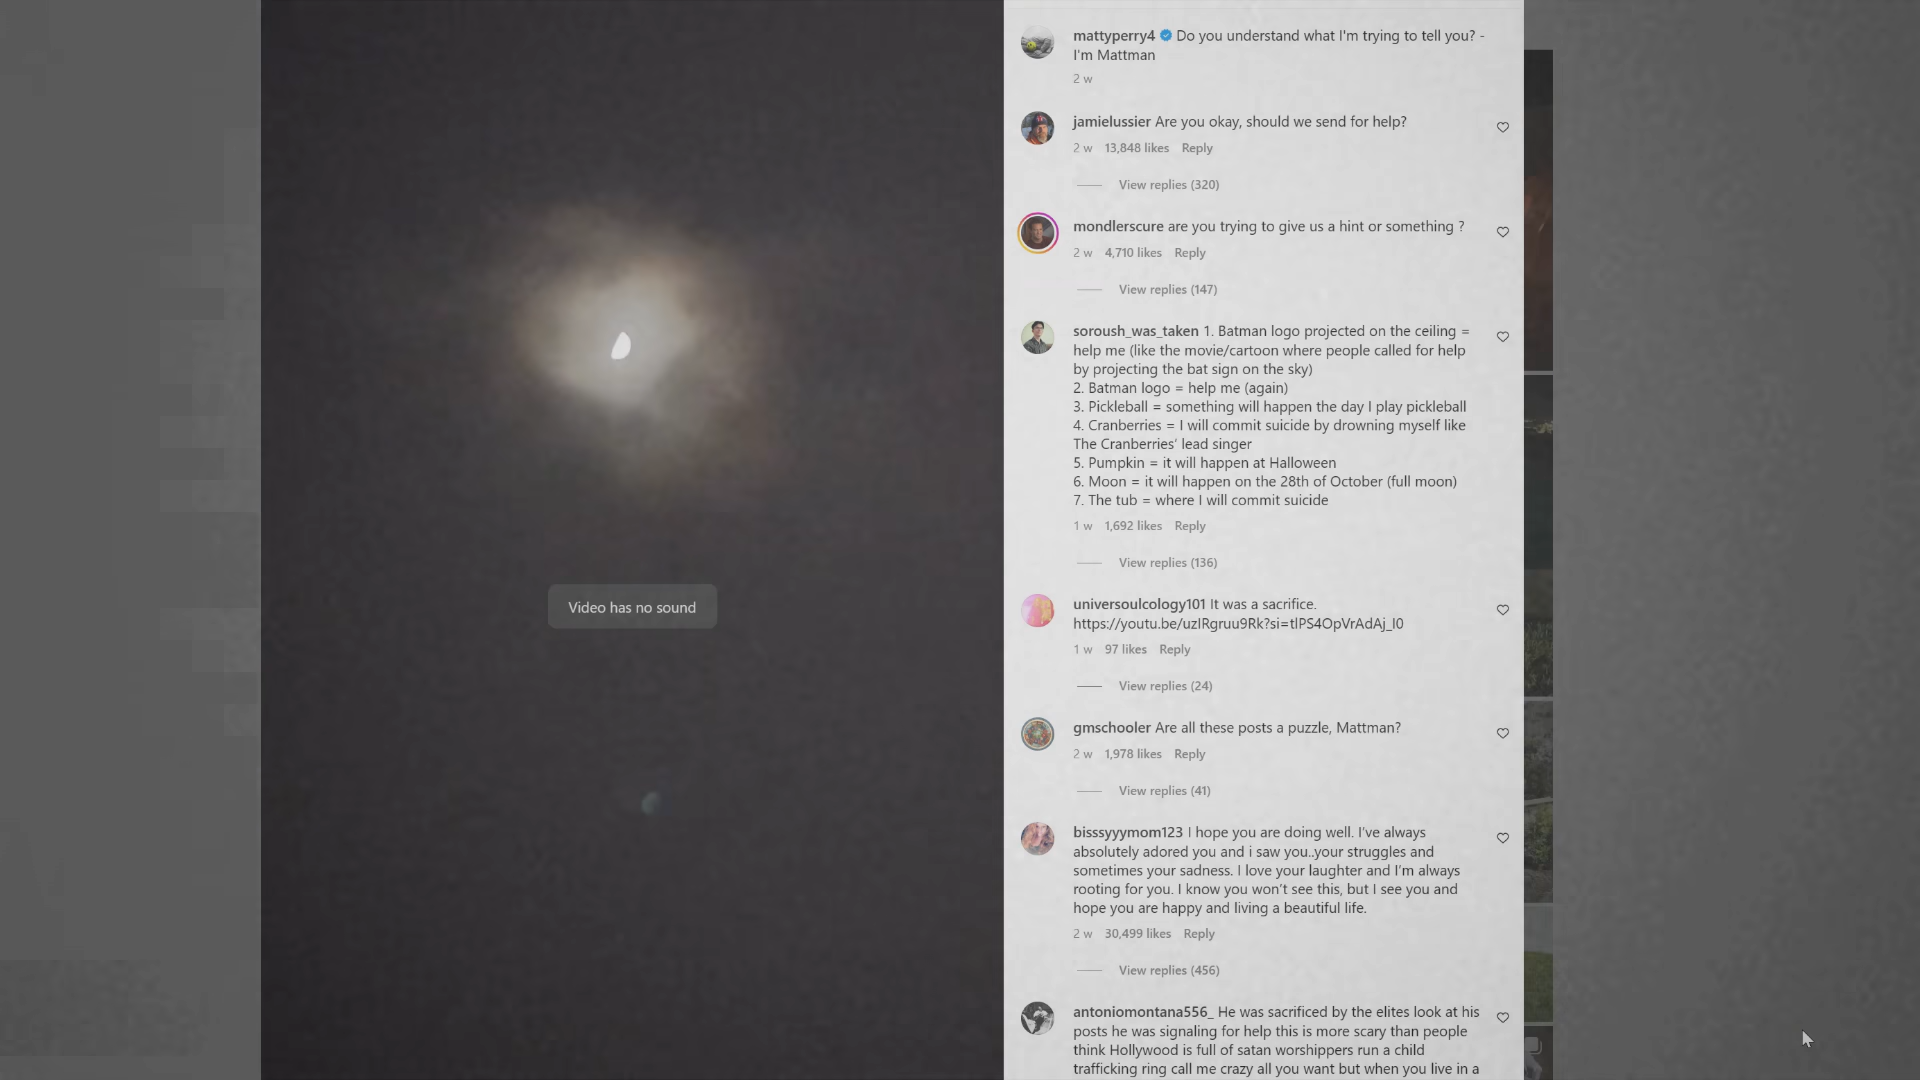 mattyperry4 Do you understand what I'm trying to tell you? -
I'm Mattman
2 w
jamielussier Are you okay, should we send for help?
2 w 13,848 likes Reply
View replies (320)
mondlerscure are you trying to give us a hint or something ?
2 w 4,710 likes Reply
View replies (147)
soroush_was_taken 1. Batman logo projected on the ceiling =
help me (like the movie/cartoon where people called for help
by projecting the bat sign on the sky)
2. Batman logo = help me (again)
3. Pickleball = something will happen the day I play pickleball
4. Cranberries = I will commit suicide by drowning myself like
The Cranberries' lead singer
5. Pumpkin = it will happen at Halloween
6. Moon = it will happen on the 28th of October (full moon)
7. The tub = where I will commit suicide
1 w 1,692 likes Reply
View replies (136)
Video has no sound
universoulcology101 It was a sacrifice.
https://youtu.be/uzIRgruu9Rk?si=tlPS4OpVrAdAj_I0
1 w 97 likes Reply
View replies (24)
gmschooler Are all these posts a puzzle, Mattman?
2 w 1,978 likes Reply
View replies (41)
bisssyyymom123 I hope you are doing well. I've always
absolutely adored you and i saw you..your struggles and
sometimes your sadness. I love your laughter and I'm always
rooting for you. I know you won't see this, but I see you and
hope you are happy and living a beautiful life.
2 w 30,499 likes Reply
View replies (456)
antoniomontana556_ He was sacrificed by the elites look at his
posts he was signaling for help this is more scary than people
think Hollywood is full of satan worshippers run a child
trafficking ring call me crazy all you want but when you live in a